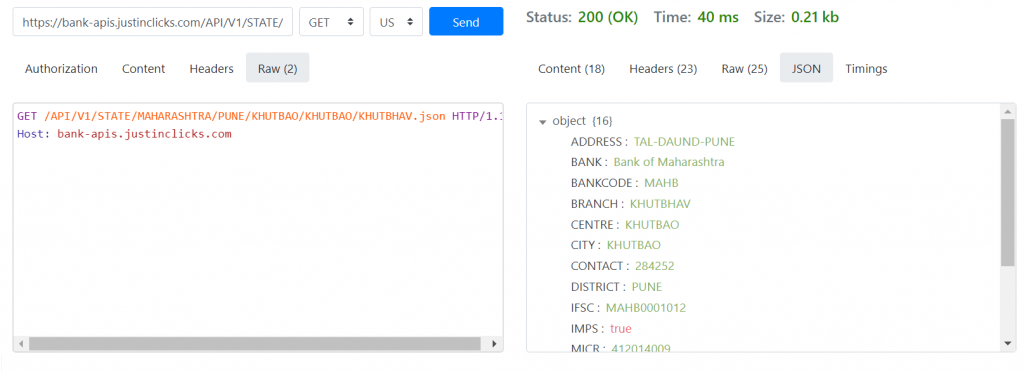 https://bank-apis.justinclicks.com/API/V1/STATE/ GET US Send
Status: 200 (OK) Time: 40 ms Size: 0.21 kb
Authorization Content Headers Raw (2)
Content (18) Headers (23) Raw (25) JSON Timings
GET /API/V1/STATE/MAHARASHTRA/PUNE/KHUTBAO/KHUTBAO/KHUTBHAV.json HTTP/1.1
Host: bank-apis.justinclicks.com
object {16}
ADDRESS : TAL-DAUND-PUNE
BANK : Bank of Maharashtra
BANKCODE : MAHB
BRANCH : KHUTBHAV
CENTRE : KHUTBAO
CITY : KHUTBAO
CONTACT : 284252
DISTRICT : PUNE
IFSC : MAHB0001012
IMPS : true
MICR : 412014009